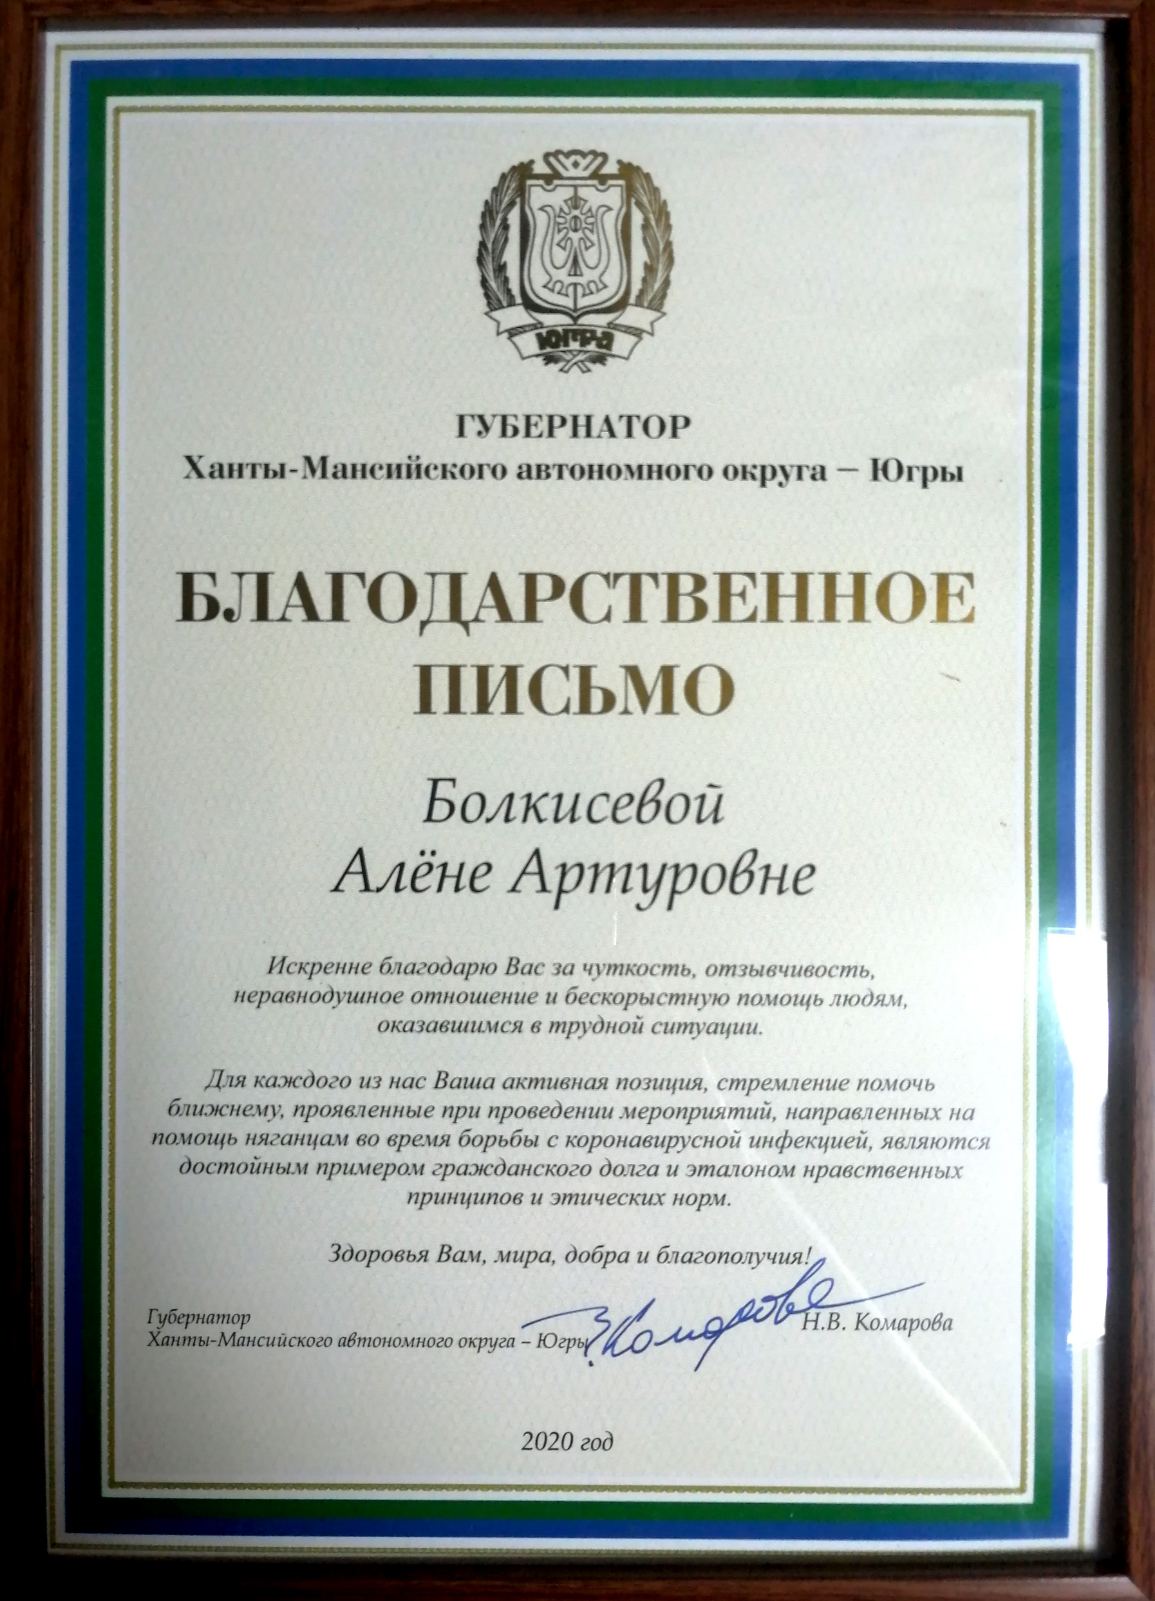 ЮГРА
ГУБЕРНАТОР
Ханты-Мансийского автономного округа – Югры
БЛАГОДАРСТВЕННОЕ
ПИСЬМО
Болкисевой
Алёне Артуровне
Искренне благодарю Вас за чуткость, отзывчивость,
неравнодушное отношение и бескорыстную помощь людям,
оказавшимся в трудной ситуации.
Для каждого из нас Ваша активная позиция, стремление помочь
ближнему, проявленные при проведении мероприятий, направленных на
помощь няганцам во время борьбы с коронавирусной инфекцией, являются
достойным примером гражданского долга и эталоном нравственных
принципов и этических норм.
Здоровья Вам, мира, добра и благополучия!
Губернатор
Ханты-Мансийского автономного округа – Югры
Н.В. Комарова
2020 год